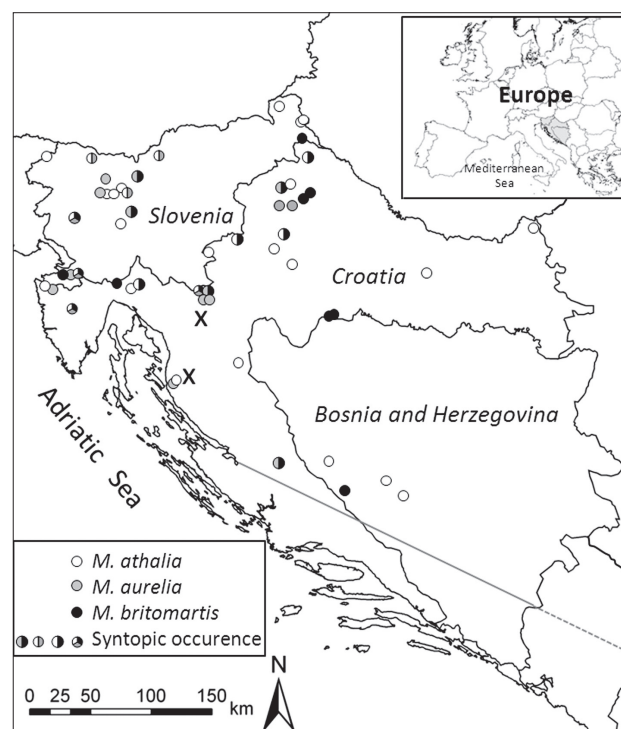 Europe
Mediterranean
Sea
Slovenia
Croatia
X
X
Bosnia and Herzegovina
Adriatic Sea
M. athalia
M. aurelia
M. britomartis
Syntopic occurence
N
0 25 50 100 150
km